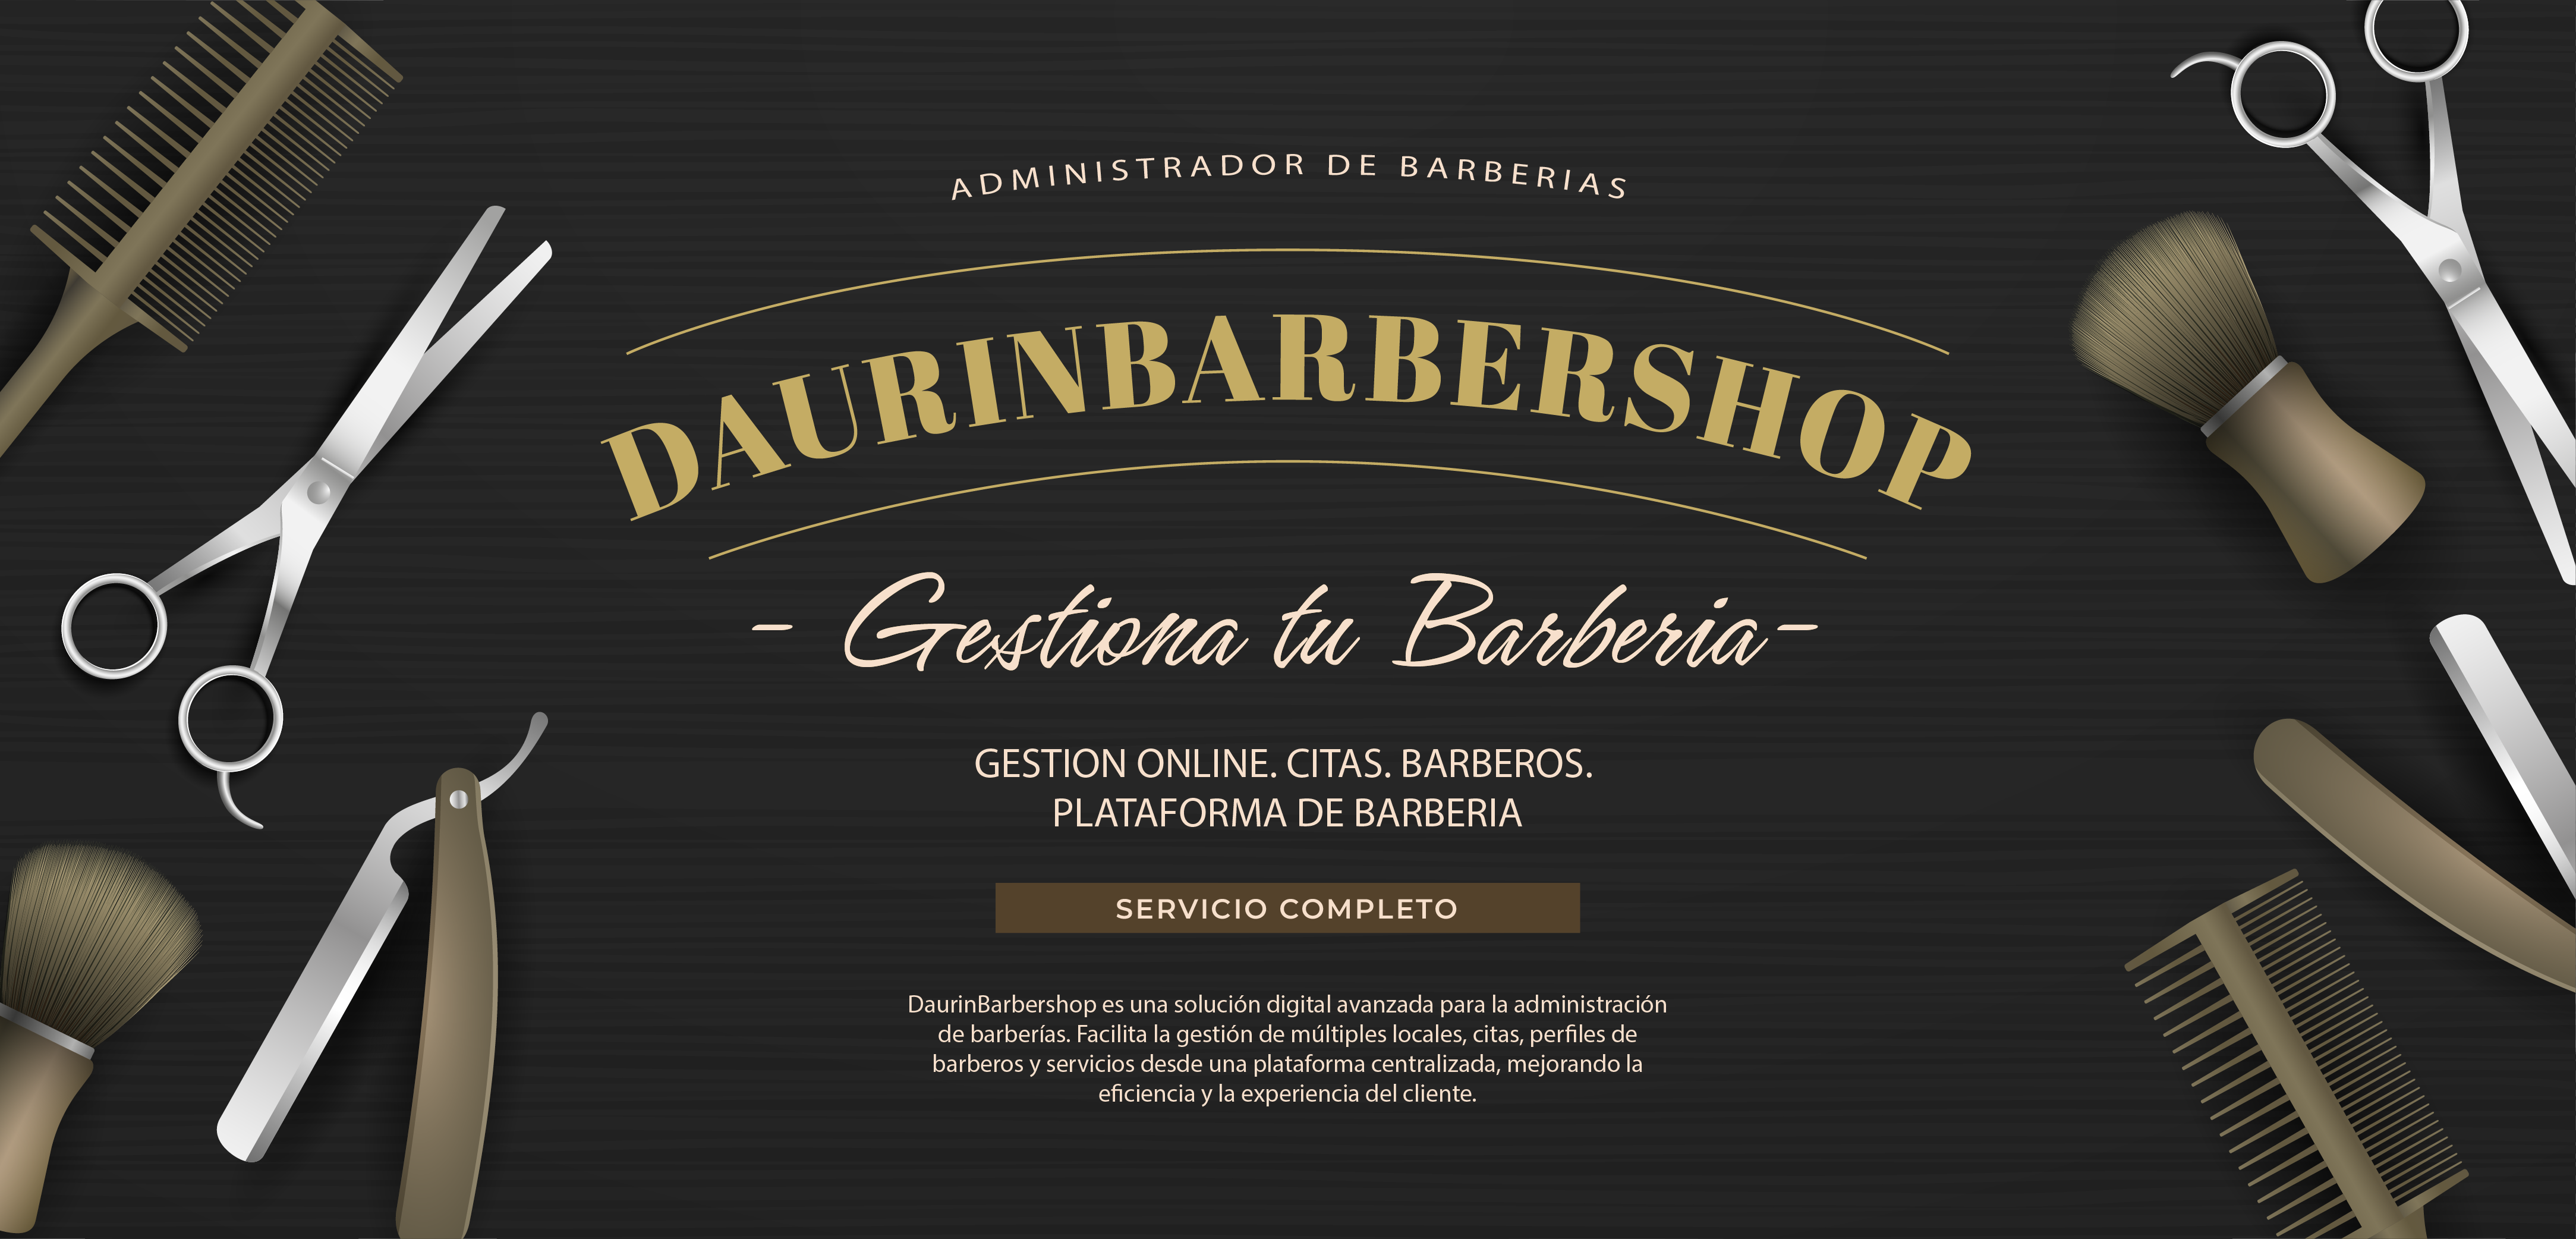 ADMINISTRADOR DE BARBERIAS
DAURINBARBERSHOP
- Gestiona tu Barberia-
GESTION ONLINE. CITAS. BARBEROS.
PLATAFORMA DE BARBERIA
SERVICIO COMPLETO
DaurinBarbershop es una solución digital avanzada para la administración
de barberías. Facilita la gestión de múltiples locales, citas, perfiles de
barberos y servicios desde una plataforma centralizada, mejorando la
eficiencia y la experiencia del cliente.